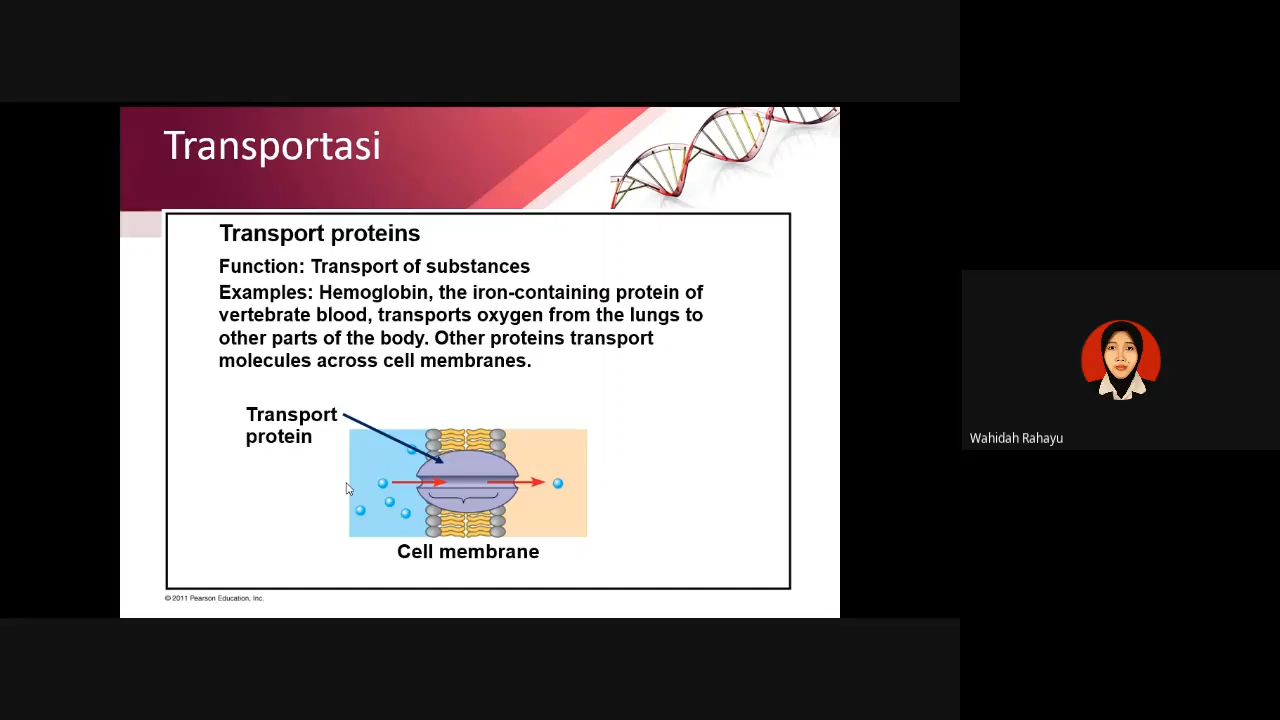 Transportasi
Transport proteins
Function: Transport of substances
Examples: Hemoglobin, the iron-containing protein of
vertebrate blood, transports oxygen from the lungs to
other parts of the body. Other proteins transport
molecules across cell membranes.
Transport
protein
Cell membrane
© 2011 Pearson Education, Inc.
Wahidah Rahayu